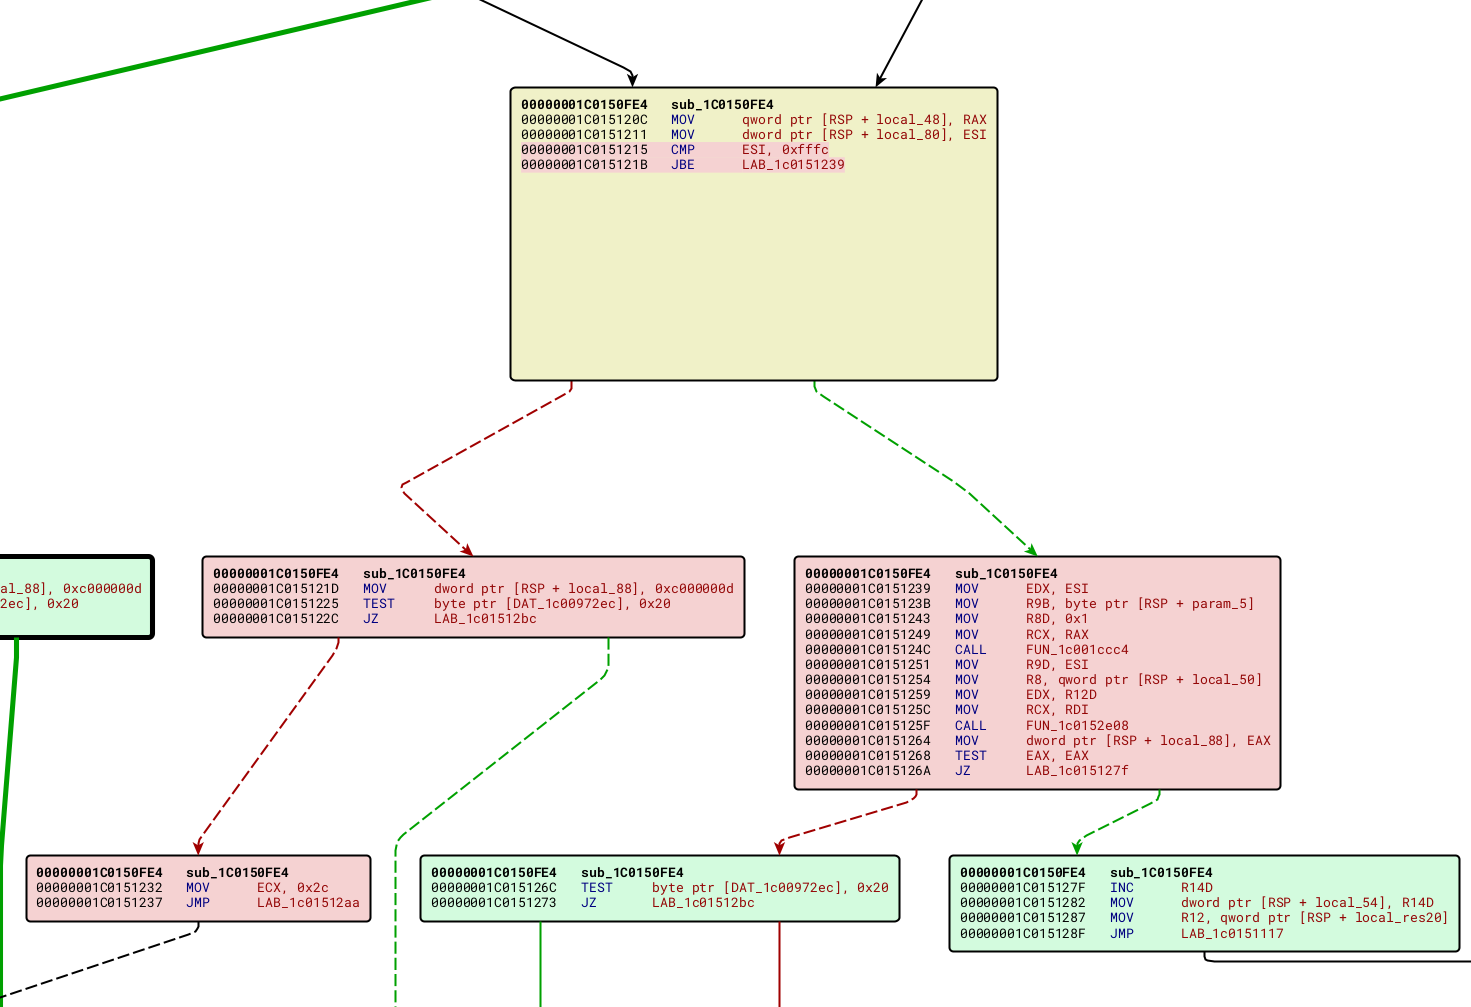 00000001C0150FE4 sub_1C0150FE4
00000001C015120C MOV qword ptr [RSP + local_48], RAX
00000001C0151211 MOV dword ptr [RSP + local_80], ESI
00000001C0151215 CMP ESI, 0xfffc
00000001C015121B JBE LAB_1c0151239
al_88], 0xc000000d
2ec], 0x20
00000001C0150FE4 sub_1C0150FE4
00000001C015121D MOV dword ptr [RSP + local_88], 0xc000000d
00000001C0151225 TEST byte ptr [DAT_1c00972ec], 0x20
00000001C015122C JZ LAB_1c01512bc
00000001C0150FE4 sub_1C0150FE4
00000001C0151239 MOV EDX, ESI
00000001C015123B MOV R9B, byte ptr [RSP + param_5]
00000001C0151243 MOV R8D, 0x1
00000001C0151249 MOV RCX, RAX
00000001C015124C CALL FUN_1c001ccc4
00000001C0151251 MOV R9D, ESI
00000001C0151254 MOV R8, qword ptr [RSP + local_50]
00000001C0151259 MOV EDX, R12D
00000001C015125C MOV RCX, RDI
00000001C015125F CALL FUN_1c0152e08
00000001C0151264 MOV dword ptr [RSP + local_88], EAX
00000001C0151268 TEST EAX, EAX
00000001C015126A JZ LAB_1c015127f
00000001C0150FE4 sub_1C0150FE4
00000001C0151232 MOV ECX, 0x2c
00000001C0151237 JMP LAB_1c01512aa
00000001C0150FE4 sub_1C0150FE4
00000001C015126C TEST byte ptr [DAT_1c00972ec], 0x20
00000001C0151273 JZ LAB_1c01512bc
00000001C0150FE4 sub_1C0150FE4
00000001C015127F INC R14D
00000001C0151282 MOV dword ptr [RSP + local_54], R14D
00000001C0151287 MOV R12, qword ptr [RSP + local_res20]
00000001C015128F JMP LAB_1c0151117